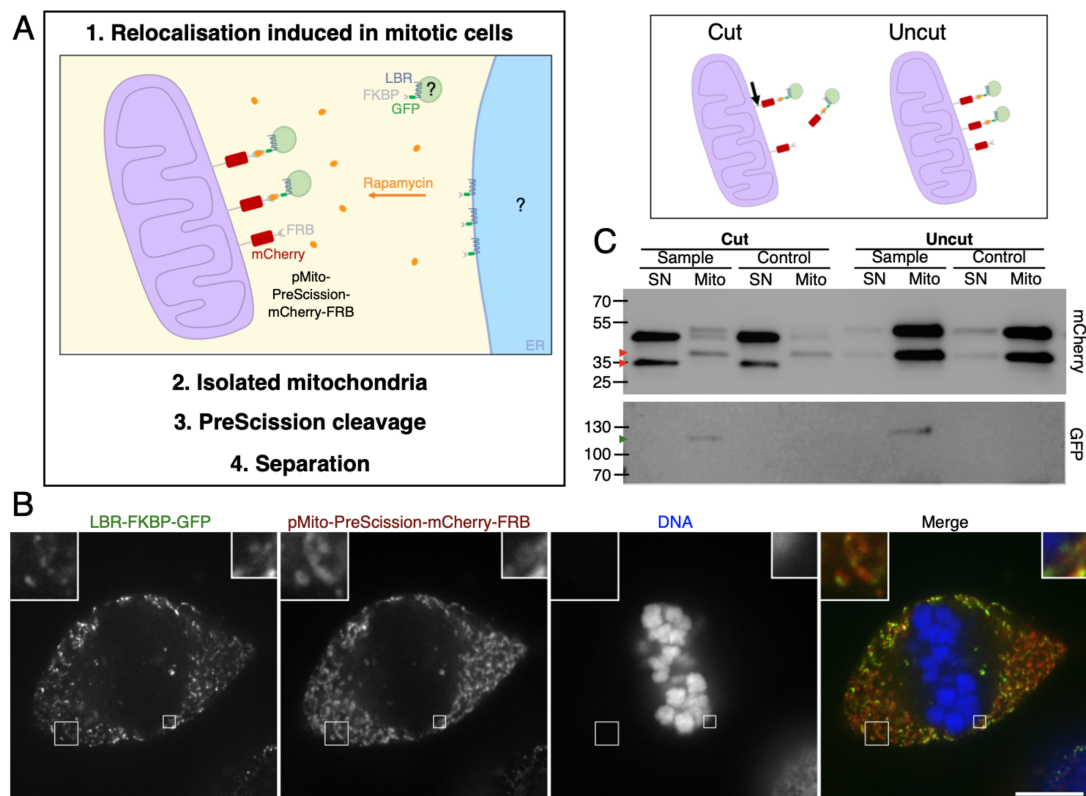 A
1. Relocalisation induced in mitotic cells
LBR
FKBP
?
GFP
Rapamycin
?
FRB
mCherry
pMito-
PreScission-
mCherry-FRB
ER
2. Isolated mitochondria
3. PreScission cleavage
4. Separation
Cut
Uncut
C
Cut
Uncut
Sample
Control
Sample
Control
SN Mito SN Mito SN Mito SN Mito
70
55
35
25
mCherry
130
100
70
GFP
B
LBR-FKBP-GFP
pMito-PreScission-mCherry-FRB
DNA
Merge